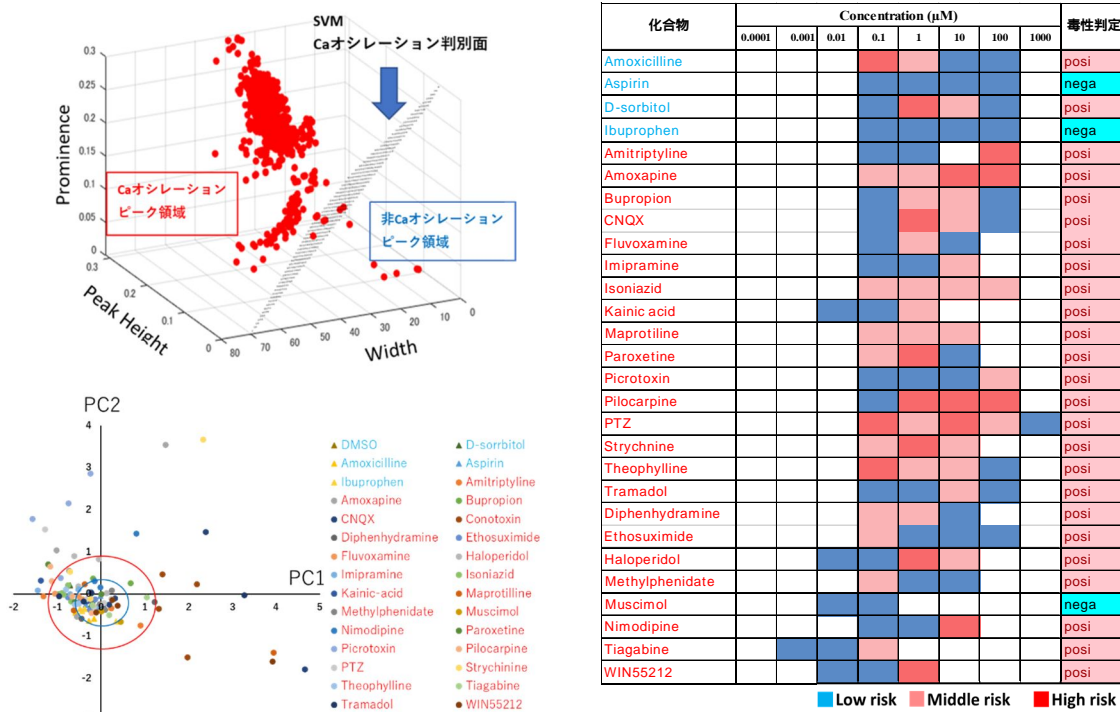 SVM
Caオシレーション判別面
0.3
0.25
0.2
0.15
0.1
0.05
0
Prominence
Caオシレーション
ピーク領域
非Caオシレーション
ピーク領域
0.3
0.2
0.1
0
Peak Height
80
70
60
50
40
30
20
10
0
Width
PC2
4
3
2
1
0
-1
-2
PC1
-2
-1
0
1
2
3
4
5
DMSO
D-sorrbitol
Amoxicilline
Aspirin
Ibuprophen
Amitriptyline
Amoxapine
Bupropion
CNQX
Conotoxin
Diphenhydramine
Ethosuximide
Fluvoxamine
Haloperidol
Imipramine
Isoniazid
Kainic-acid
Maprotilline
Methylphenidate
Muscimol
Nimodipine
Paroxetine
Picrotoxin
Pilocarpine
PTZ
Strychinine
Theophylline
Tiagabine
Tramadol
WIN55212
化合物
Concentration (μM)
毒性判定
0.0001 0.001 0.01 0.1 1 10 100 1000
Amoxicilline posi
Aspirin nega
D-sorbitol posi
Ibuprophen nega
Amitriptyline posi
Amoxapine posi
Bupropion posi
CNQX posi
Fluvoxamine posi
Imipramine posi
Isoniazid posi
Kainic acid posi
Maprotiline posi
Paroxetine posi
Picrotoxin posi
Pilocarpine posi
PTZ posi
Strychnine posi
Theophylline posi
Tramadol posi
Diphenhydramine posi
Ethosuximide posi
Haloperidol posi
Methylphenidate posi
Muscimol nega
Nimodipine posi
Tiagabine posi
WIN55212 posi
Low risk Middle risk High risk